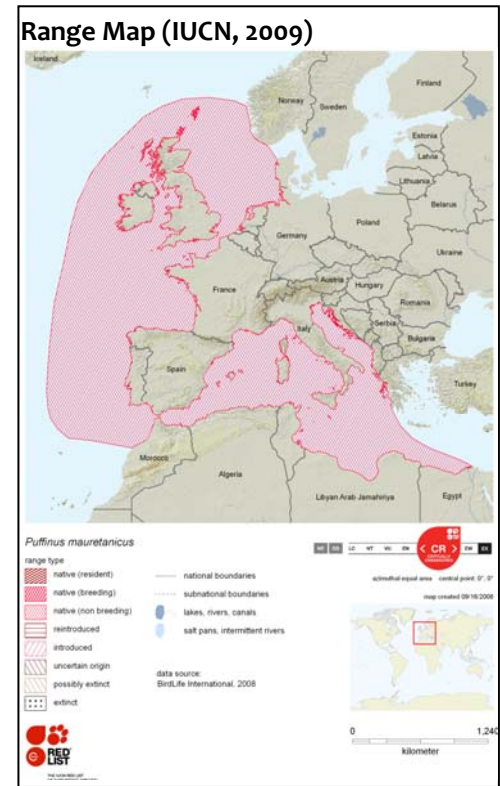 Range Map (IUCN, 2009)
Iceland
Finland
Norway
Sweden
Estonia
Latvia
Lithuania
Belarus
Poland
Germany
Ukraine
Austria
Hungary
France
Romania
Italy
Serbia
Bulgaria
Spain
Turkey
Morocco
Algeria
Libyan Arab Jamahiriya
Egypt
Puffinus mauretanicus
range type
native (resident)
native (breeding)
native (non breeding)
reintroduced
introduced
uncertain origin
possibly extinct
extinct
national boundaries
subnational boundaries
lakes, rivers, canals
salt pans, intermittent rivers
data source:
BirdLife International, 2008
NE DD LC NT VU EN < CR > EW EX
CRITICALLY ENDANGERED
azimuthal equal area central point: 0°, 0°
map created 09/16/2008
0 1,240
kilometer
RED
LIST